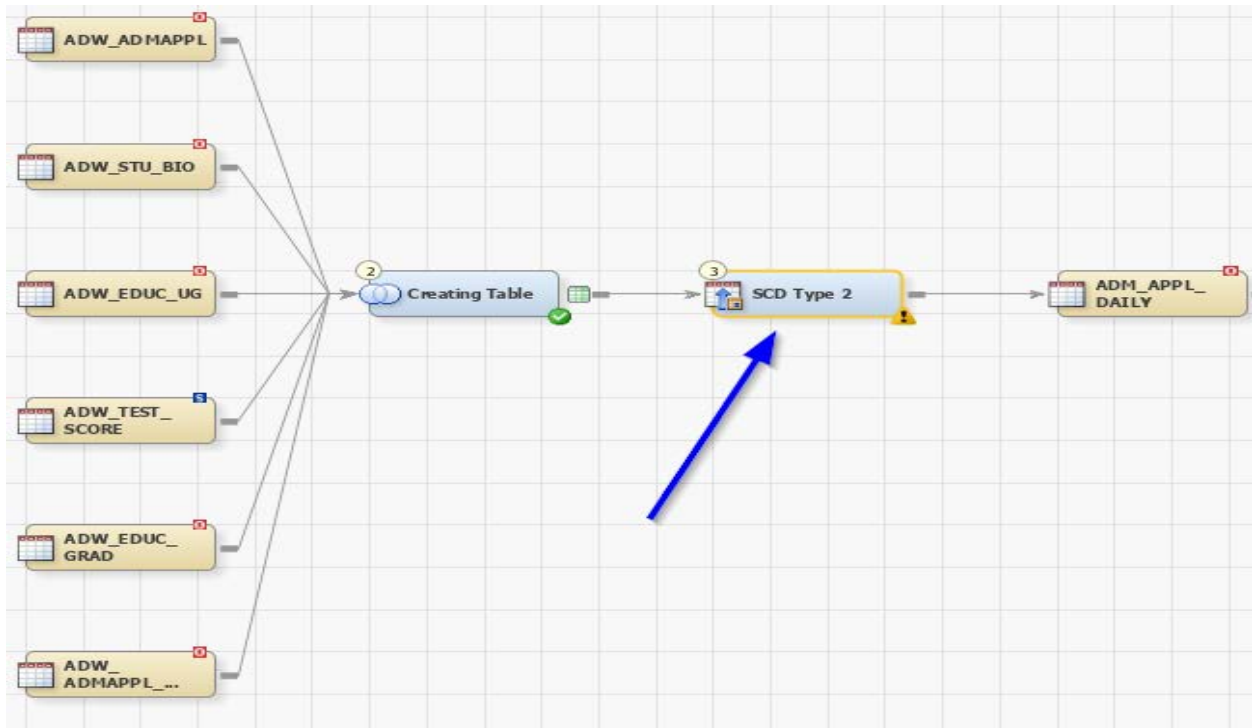 ADW_ADMAPPL
ADW_STU_BIO
ADW_EDUC_UG
ADW_TEST_
SCORE
ADW_EDUC_
GRAD
ADW_
ADMAPPL_...
2
Creating Table
3
SCD Type 2
ADM_APPL_
DAILY